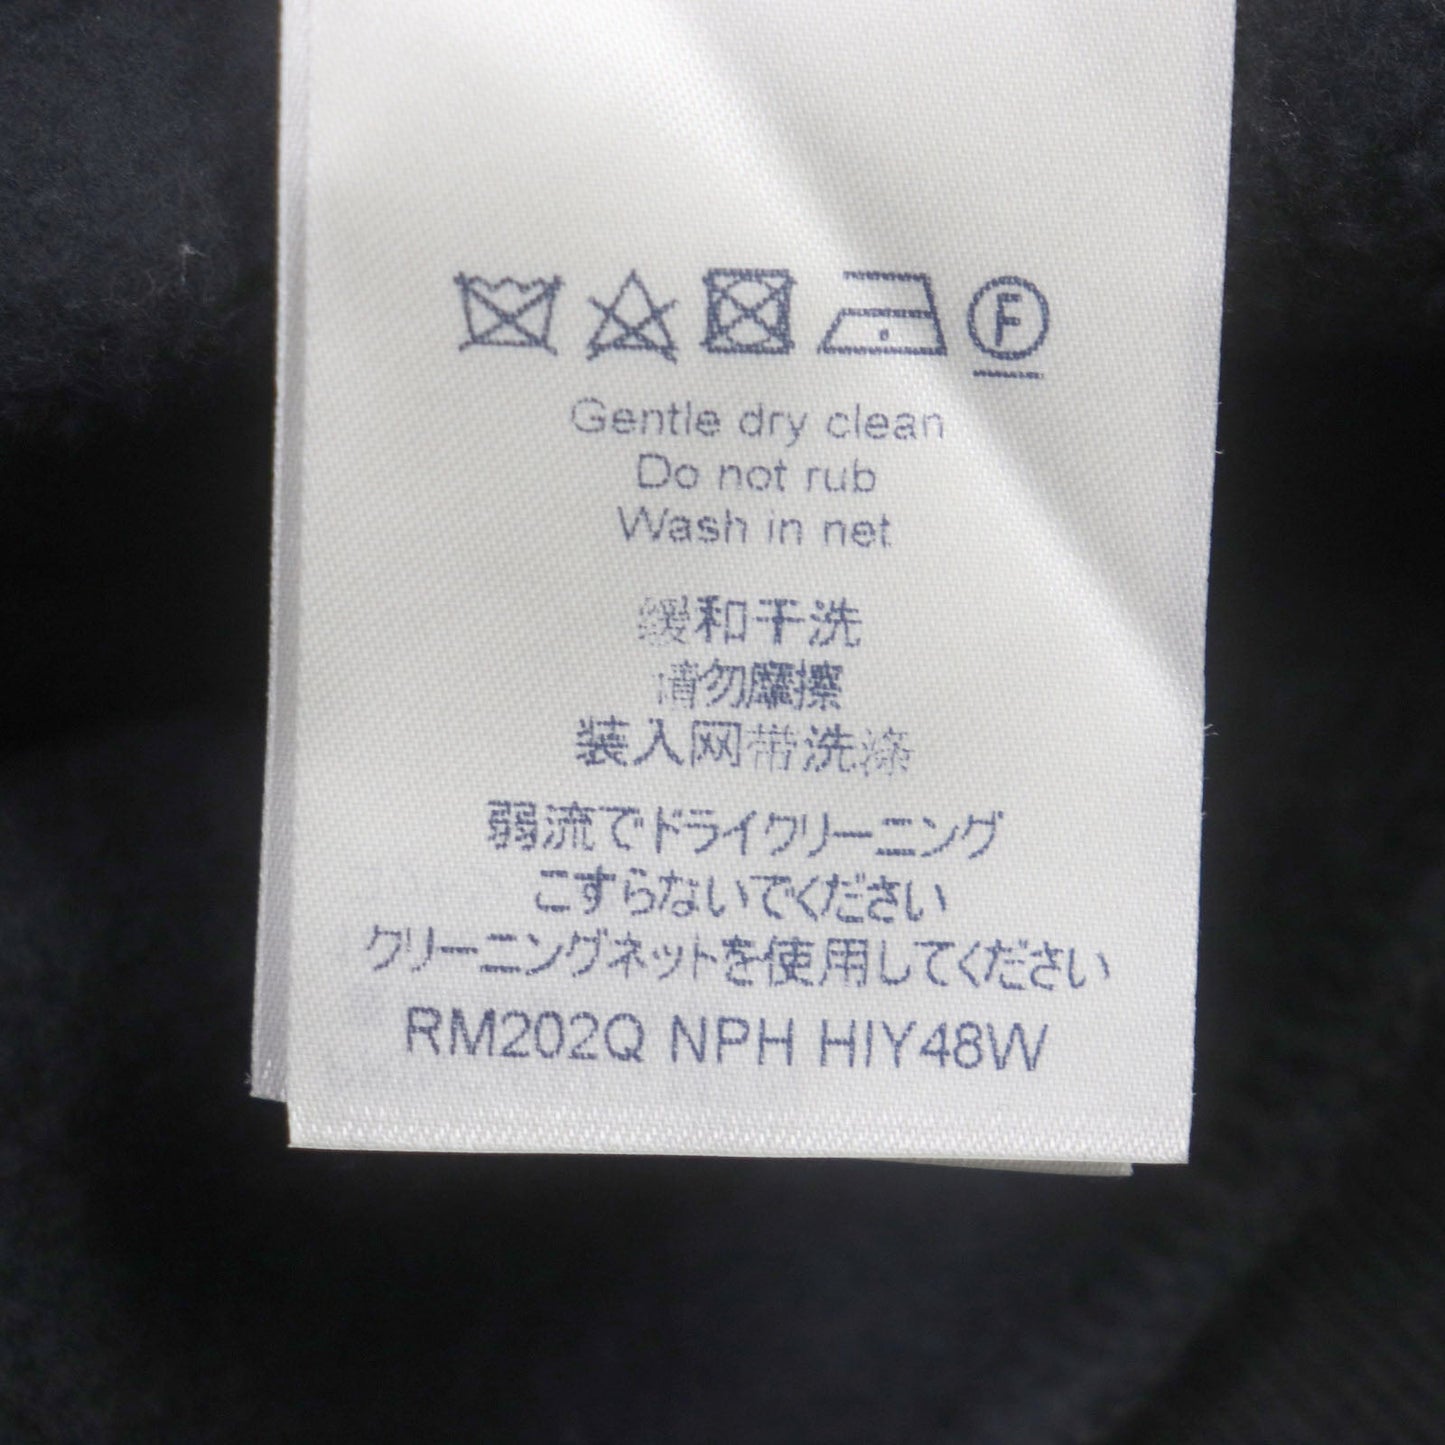 F
Gentle dry clean
Do not rub
Wash in net
缓和干洗
请勿摩擦
装入网带洗涤
弱流でドライクリーニング
こすらないでください
クリーニングネットを使用してください
RM202Q NPH HIY48W